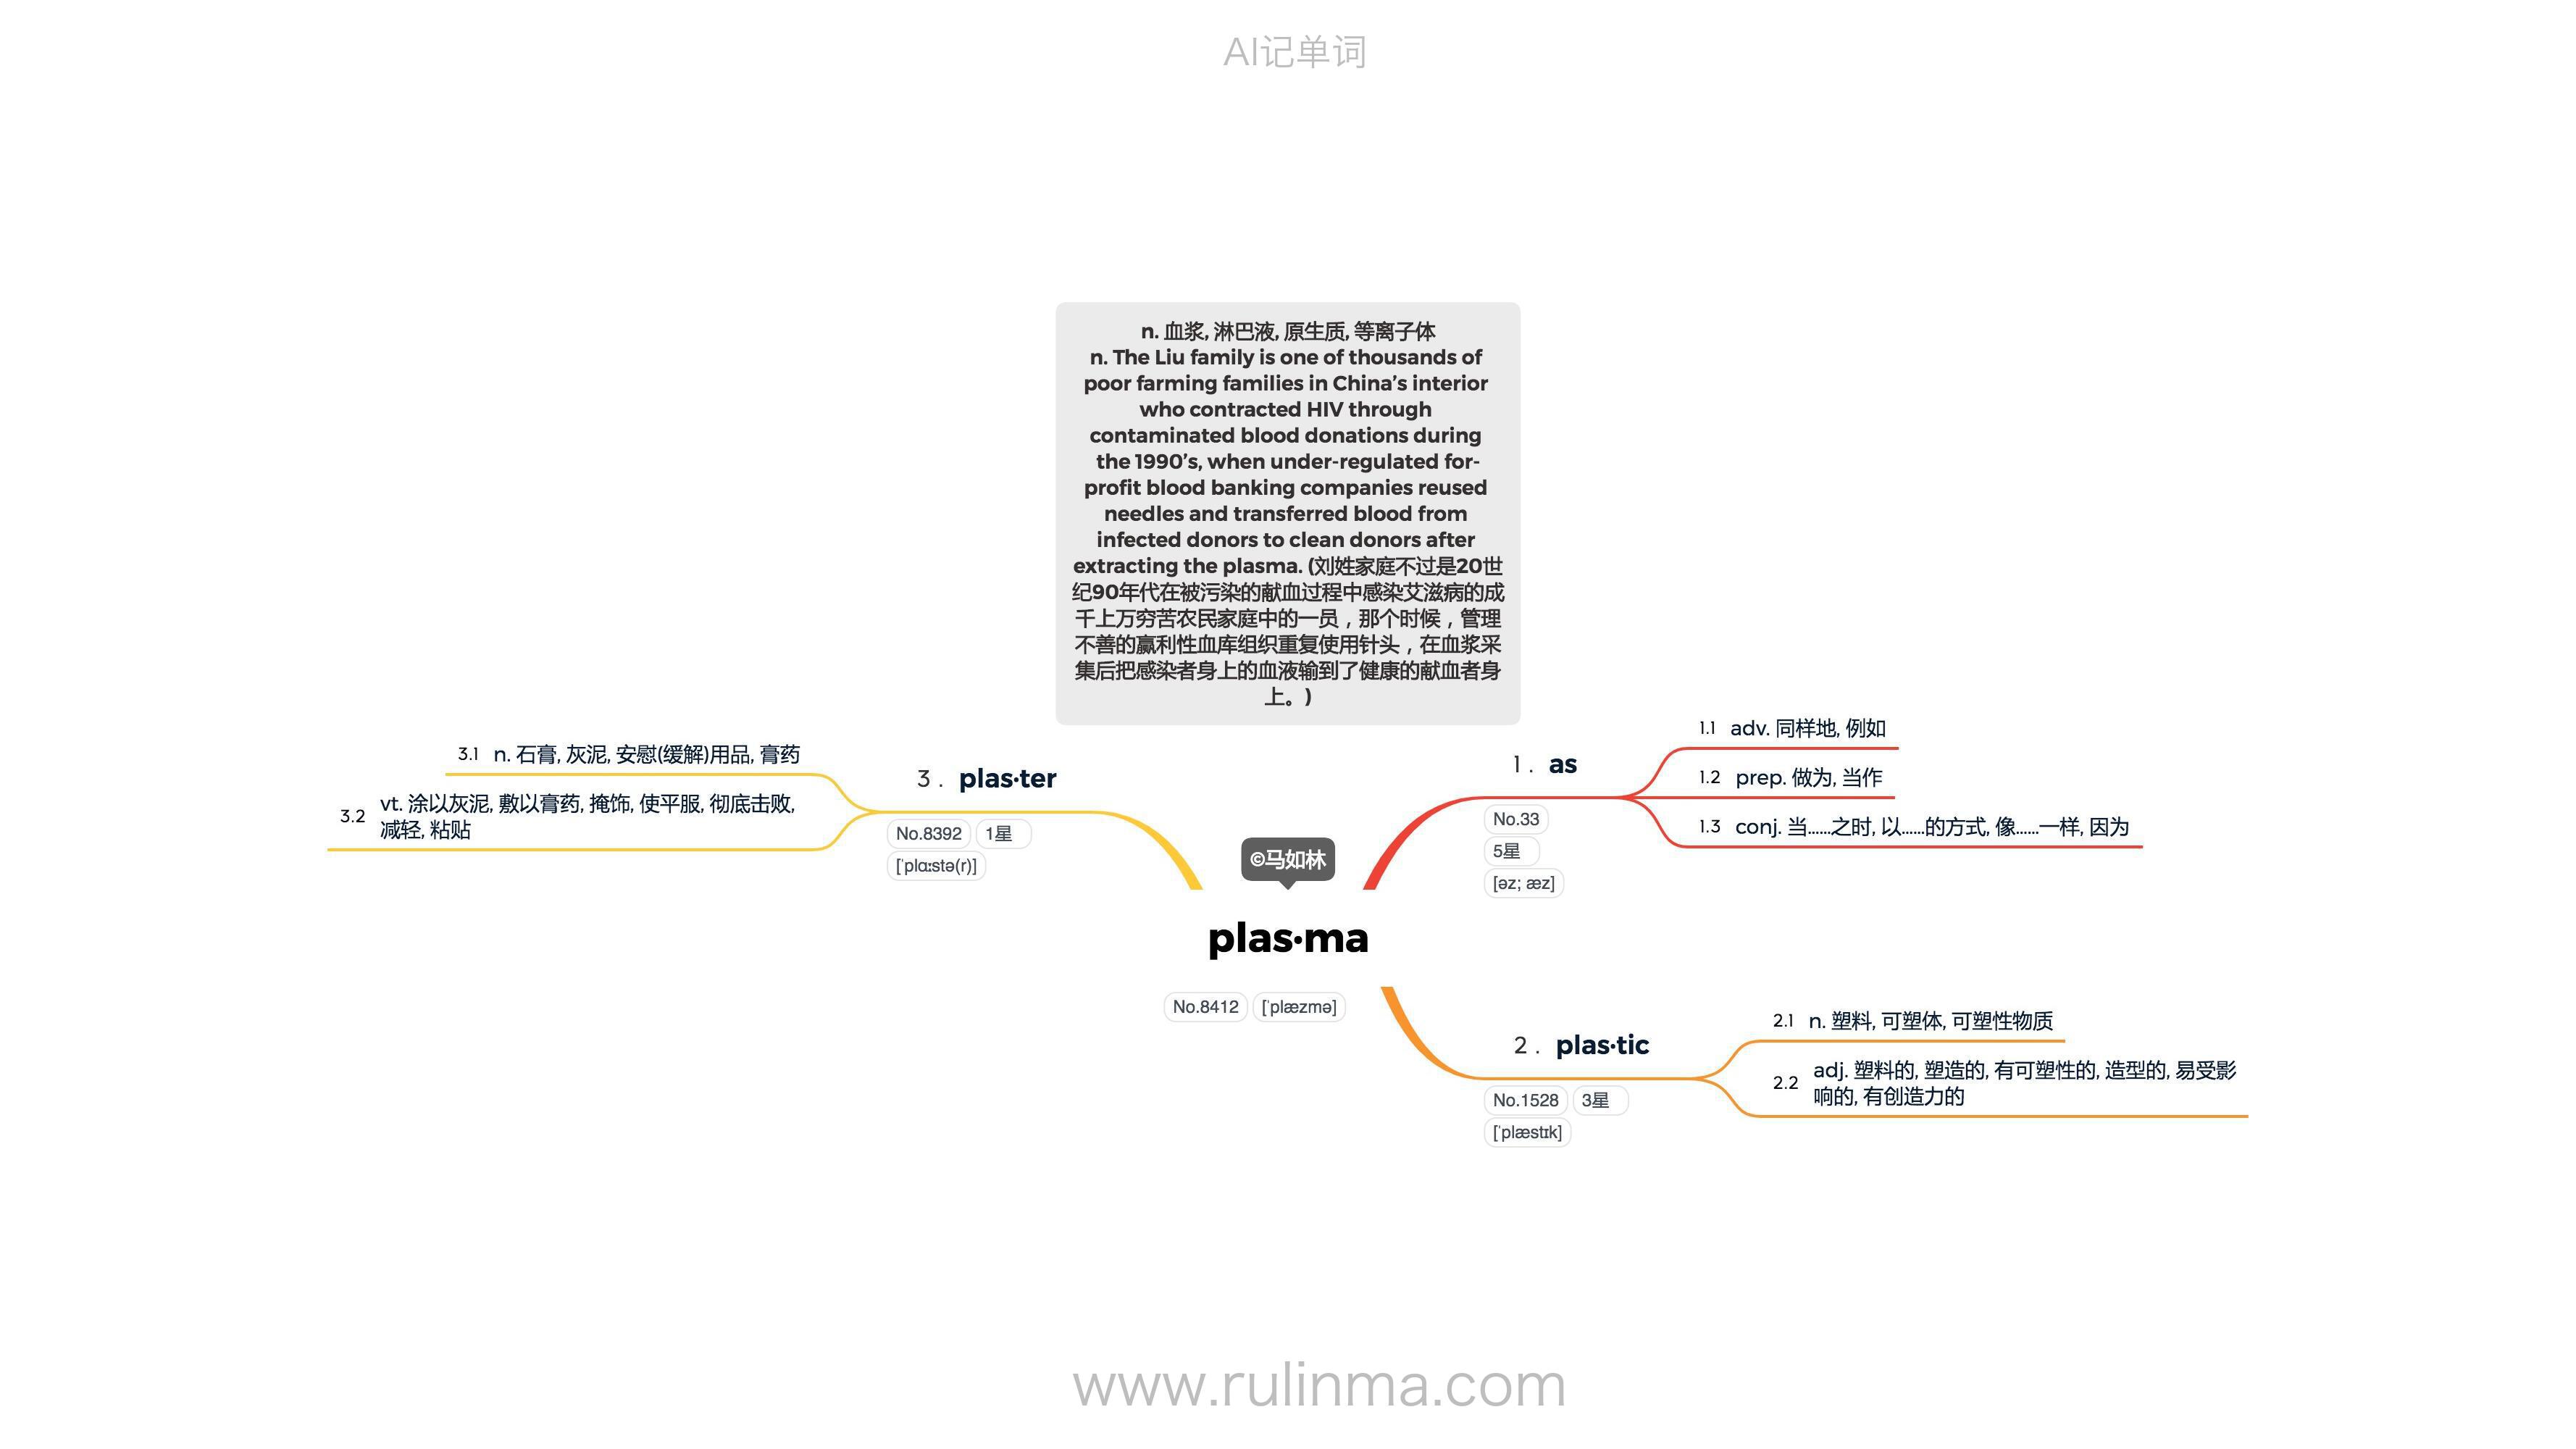 AI记单词
n. 血浆, 淋巴液, 原生质, 等离子体
n. The Liu family is one of thousands of
poor farming families in China’s interior
who contracted HIV through
contaminated blood donations during
the 1990’s, when under-regulated for-
profit blood banking companies reused
needles and transferred blood from
infected donors to clean donors after
extracting the plasma. (刘姓家庭不过是20世
纪90年代在被污染的献血过程中感染艾滋病的成
千上万穷苦农民家庭中的一员，那个时候，管理
不善的赢利性血库组织重复使用针头，在血浆采
集后把感染者身上的血液输到了健康的献血者身
上。)
©马如林
plas·ma
No.8412 [ˈplæzmə]
1. as
No.33
5星
[əz; æz]
1.1 adv. 同样地, 例如
1.2 prep. 做为, 当作
1.3 conj. 当……之时, 以……的方式, 像……一样, 因为
2. plas·tic
No.1528 3星
[ˈplæstɪk]
2.1 n. 塑料, 可塑体, 可塑性物质
2.2 adj. 塑料的, 塑造的, 有可塑性的, 造型的, 易受影
响的, 有创造力的
3. plas·ter
No.8392 1星
[ˈplɑːstə(r)]
3.1 n. 石膏, 灰泥, 安慰(缓解)用品, 膏药
3.2 vt. 涂以灰泥, 敷以膏药, 掩饰, 使平服, 彻底击败,
减轻, 粘贴
www.rulinma.com